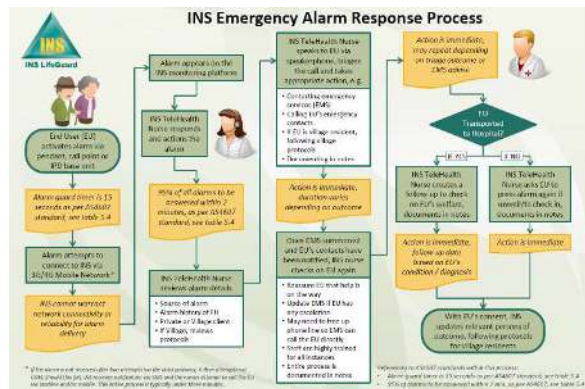 INS Emergency Alarm Response Process
INS
INS LifeGuard
End User (EU)
activates alarm via
pendant, call point or
IPD base unit
Alarm guard timer is 15
seconds as per AS4607
standard, see table 5.4
Alarm attempts to
connect to INS via
3G/4G Mobile Network*
INS cannot warrant
network connectivity
or reliability for alarm
delivery
Alarm appears on the
INS monitoring platform
INS TeleHealth
Nurse responds
and actions the
alarm
95% of all alarms to be
answered within 2
minutes, as per AS4607
standard, see table 5.4
INS TeleHealth Nurse
reviews alarm details
Source of alarm
Alarm history of EU
Private or Village client
If Village, reviews
protocols
INS TeleHealth Nurse
speaks to EU via
speakerphone, triages
the call and takes
appropriate action, e.g.
Contacting emergency
services (EMS)
Calling EU's emergency
contacts
If EU is village resident,
following village
protocols
Documenting in notes
Action is immediate,
duration varies
depending on outcome
Once EMS summoned
and EU's contacts
have been notified, INS
nurse checks on EU again
Reassure EU that help is
on the way
Update EMS if EU has
any escalation
May need to free up
phone line so EMS can
call the EU directly
Staff are highly trained
for all instances
Entire process is
documented in notes
Action is immediate,
may repeat depending
on triage outcome or
EMS advise
EU
Transported
to Hospital?
IF YES
IF NO
INS TeleHealth
Nurse creates a
follow-up to check
on EU's welfare,
documents in notes
INS TeleHealth
Nurse asks EU to
press alarm again if
unwell/to check in,
documents in notes
Action is immediate,
follow up date
based on EU's
condition / diagnosis
Action is immediate
With EU's consent, INS
updates relevant persons
of outcome, following
protocols for
village residents